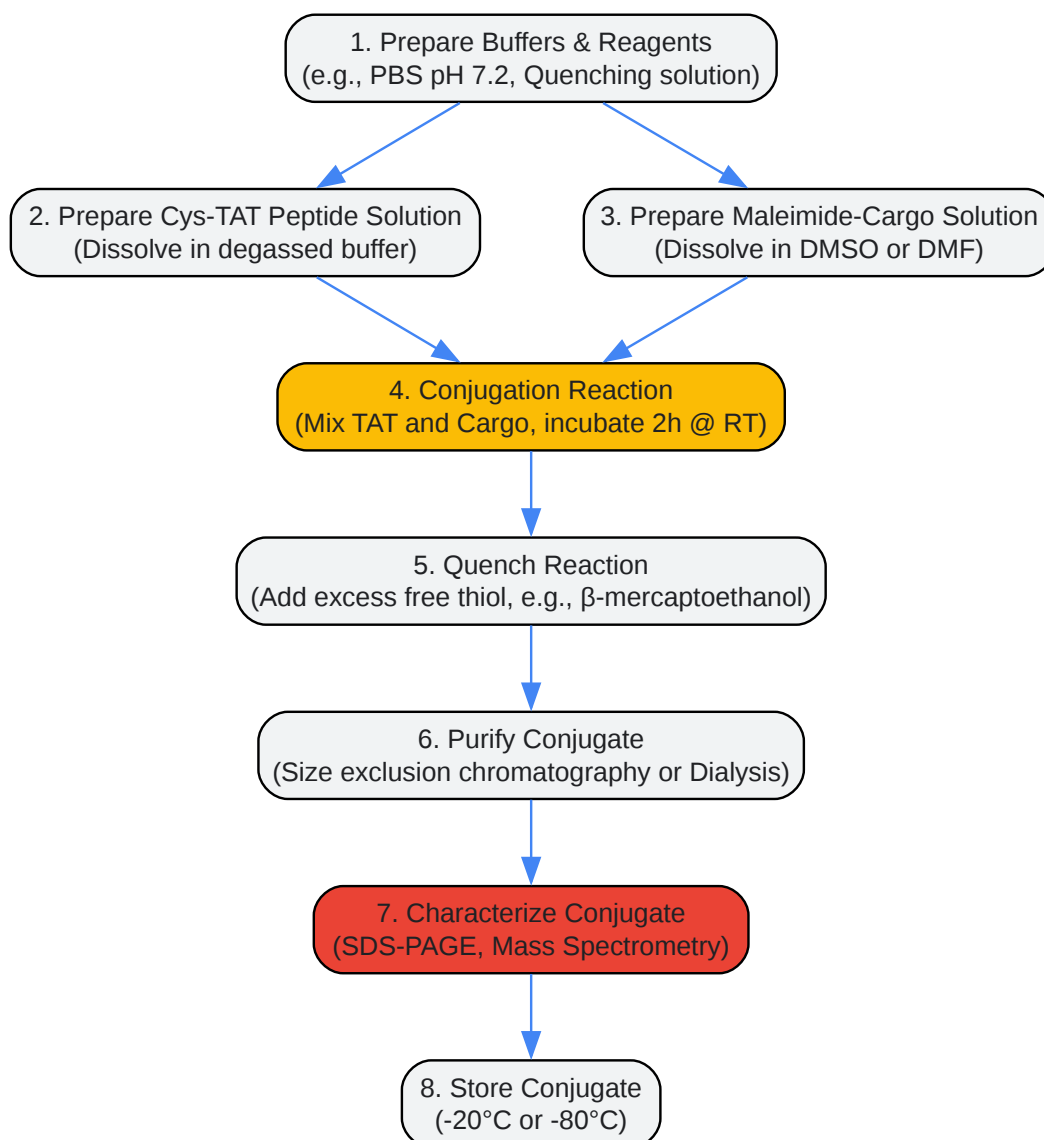 1. Prepare Buffers & Reagents
(e.g., PBS pH 7.2, Quenching solution)
2. Prepare Cys-TAT Peptide Solution
(Dissolve in degassed buffer)
3. Prepare Maleimide-Cargo Solution
(Dissolve in DMSO or DMF)
4. Conjugation Reaction
(Mix TAT and Cargo, incubate 2h @ RT)
5. Quench Reaction
(Add excess free thiol, e.g., β-mercaptoethanol)
6. Purify Conjugate
(Size exclusion chromatography or Dialysis)
7. Characterize Conjugate
(SDS-PAGE, Mass Spectrometry)
8. Store Conjugate
(-20°C or -80°C)